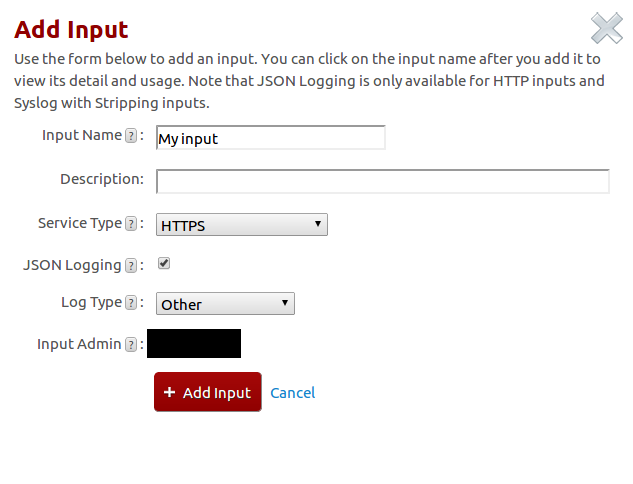 Add Input
Use the form below to add an input. You can click on the input name after you add it to
view its detail and usage. Note that JSON Logging is only available for HTTP inputs and
Syslog with Stripping inputs.
Input Name ? : My input
Description:
Service Type ? : HTTPS
JSON Logging ? :
Log Type ? : Other
Input Admin ? :
+ Add Input Cancel